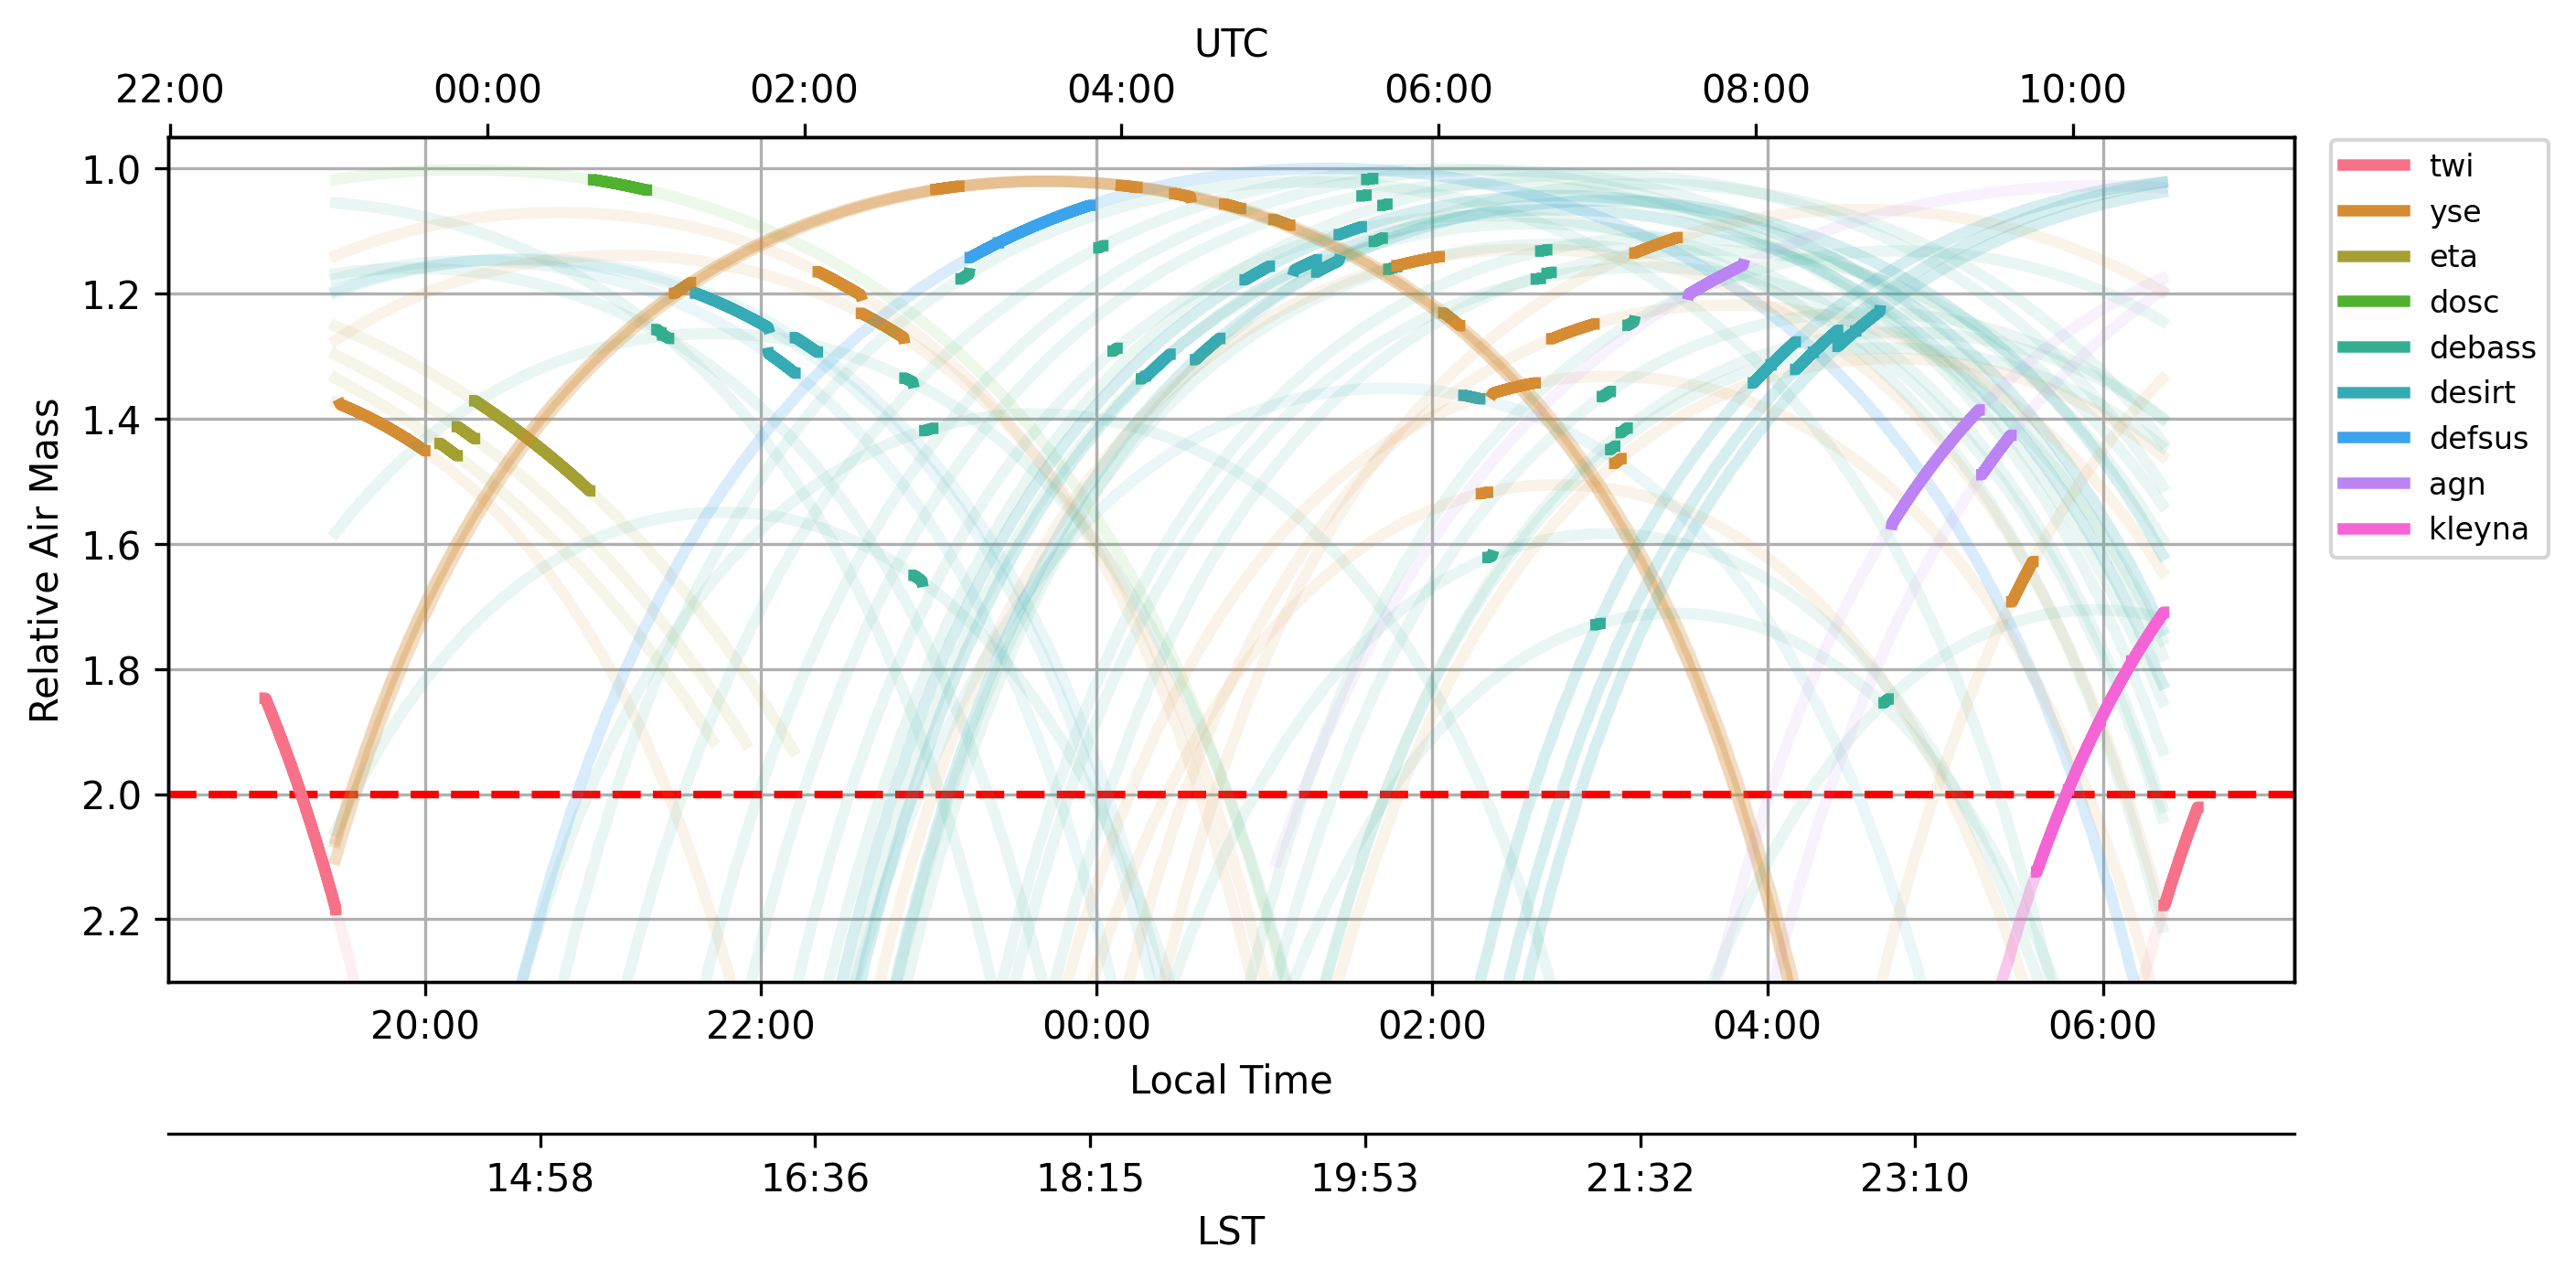 UTC
22:00 00:00 02:00 04:00 06:00 08:00 10:00
1.0
1.2
1.4
1.6
1.8
2.0
2.2
Relative Air Mass
twi
yse
eta
dosc
debass
desirt
defsus
agn
kleyna
20:00 22:00 00:00 02:00 04:00 06:00
Local Time
14:58 16:36 18:15 19:53 21:32 23:10
LST